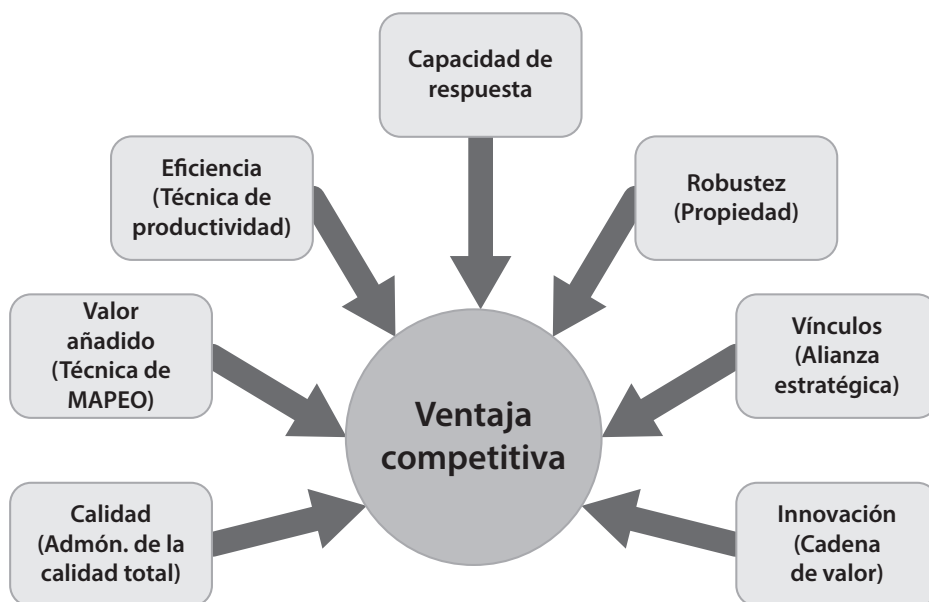 Capacidad de
respuesta
Eficiencia
(Técnica de
productividad)
Robustez
(Propiedad)
Valor
añadido
(Técnica de
MAPEO)
Vínculos
(Alianza
estratégica)
Ventaja
competitiva
Calidad
(Admón. de la
calidad total)
Innovación
(Cadena
de valor)